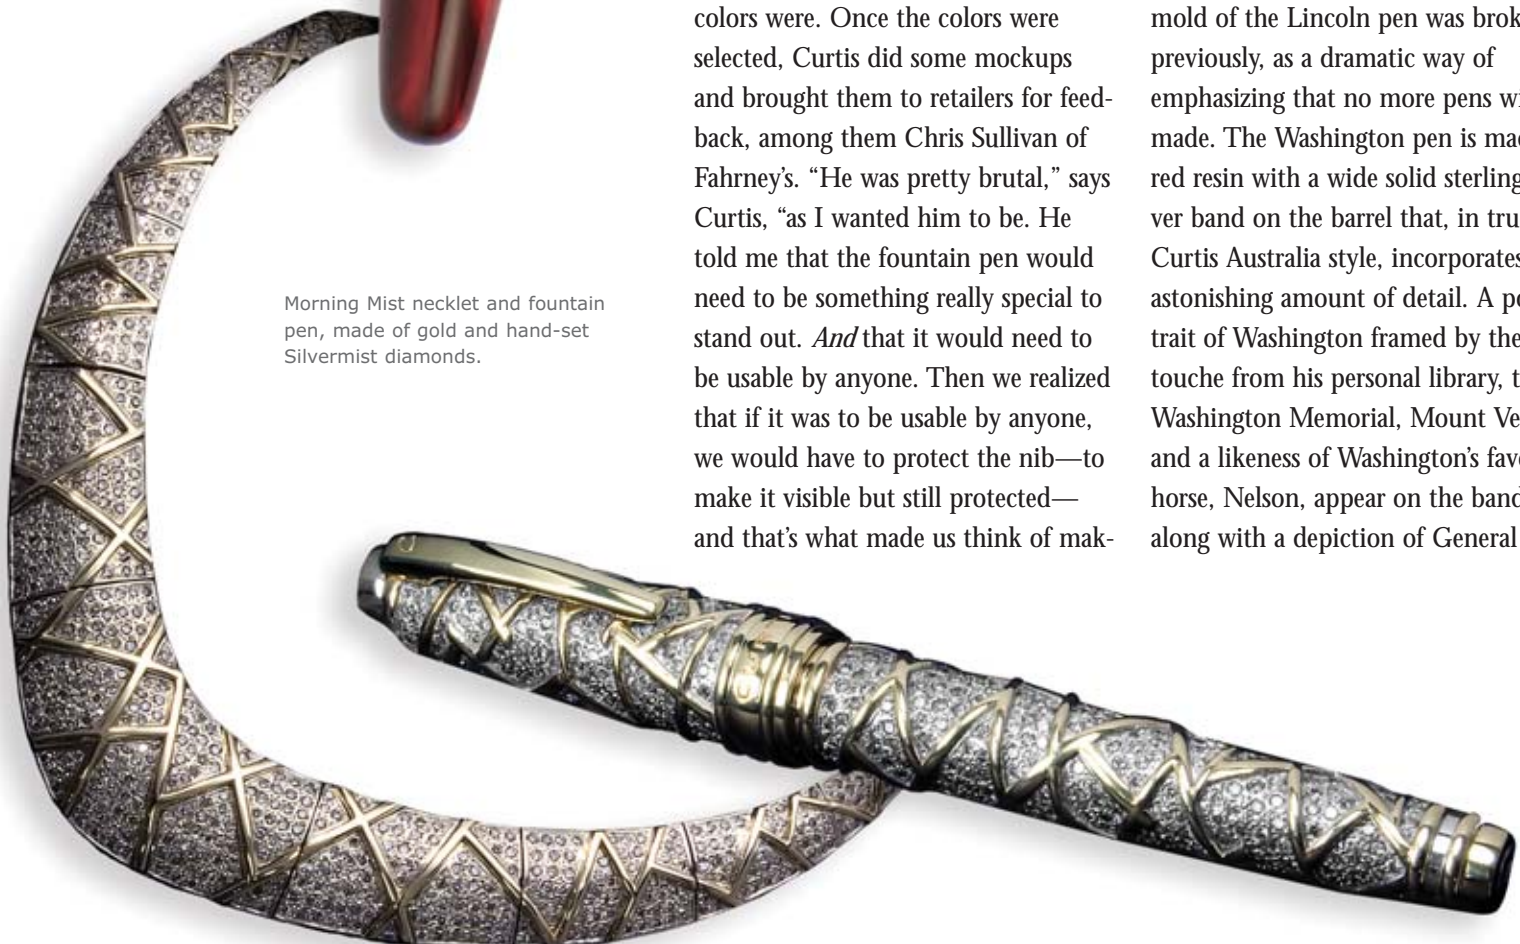 Morning Mist necklet and fountain
pen, made of gold and hand-set
Silvermist diamonds.
colors were. Once the colors were
selected, Curtis did some mockups
and brought them to retailers for feed-
back, among them Chris Sullivan of
Fahrney’s. “He was pretty brutal,” says
Curtis, “as I wanted him to be. He
told me that the fountain pen would
need to be something really special to
stand out. And that it would need to
be usable by anyone. Then we realized
that if it was to be usable by anyone,
we would have to protect the nib—to
make it visible but still protected—
and that’s what made us think of mak-
mold of the Lincoln pen was
previously, as a dramatic way of
emphasizing that no more pens
made. The Washington pen is
red resin with a wide solid sterling
ver band on the barrel that, in
Curtis Australia style, incorporates
astonishing amount of detail. A
trait of Washington framed by the
touche from his personal library,
Washington Memorial, Mount
and a likeness of Washington’s
horse, Nelson, appear on the band
along with a depiction of General